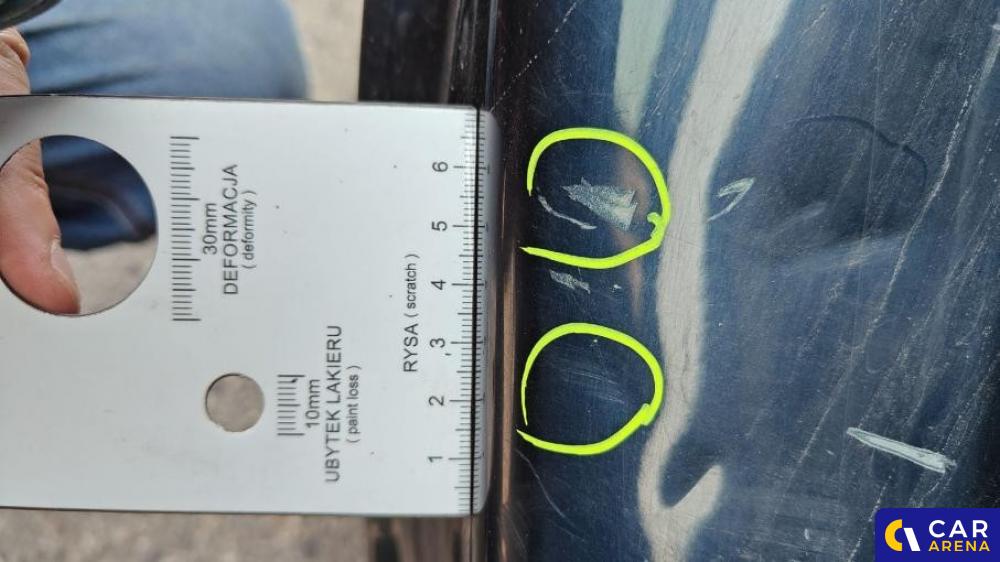 30mm
DEFORMACJA
( deformity )
10mm
UBYTEK LAKIERU
( paint loss )
RYSA ( scratch )
6
5
4
3
2
1
CAR
ARENA